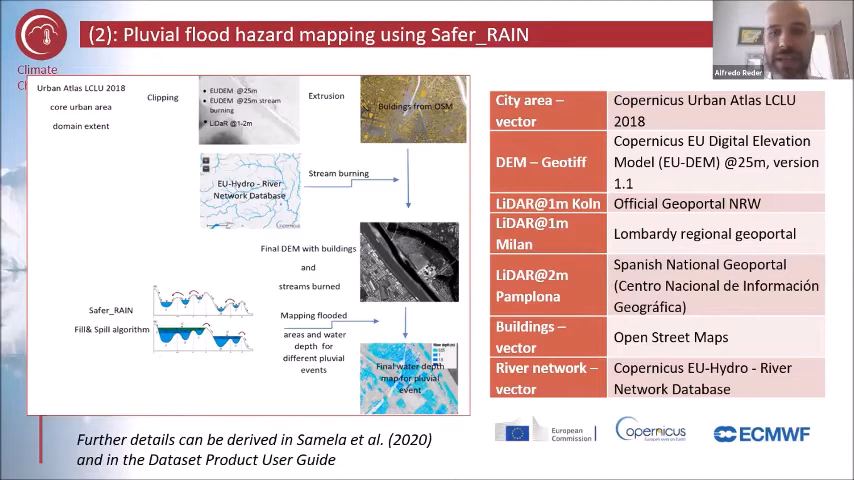 (2): Pluvial flood hazard mapping using Safer_RAIN
Climate
Ch
Alfredo Reder
Urban Atlas LCLU 2018
core urban area
domain extent
Clipping
• EUDEM @25m
• EUDEM @25m stream
burning
• LiDaR @1-2m
Extrusion
Buldings from OSM
EU-Hydro - River
Network Database
Stream burning
Final DEM with buildings
and
streams burned
Safer_RAIN
Fill& Spill algorithm
Mapping flooded
areas and water
depth for
different pluvial
events
Final water depth
map for pluvial
event
City area –
vector
Copernicus Urban Atlas LCLU
2018
DEM – Geotiff
Copernicus EU Digital Elevation
Model (EU-DEM) @25m, version
1.1
LiDAR@1m Koln
Official Geoportal NRW
LiDAR@1m
Milan
Lombardy regional geoportal
LiDAR@2m
Pamplona
Spanish National Geoportal
(Centro Nacional de Información
Geográfica)
Buildings –
vector
Open Street Maps
River network –
vector
Copernicus EU-Hydro - River
Network Database
Further details can be derived in Samela et al. (2020)
and in the Dataset Product User Guide
European
Commission
Copernicus
ECMWF